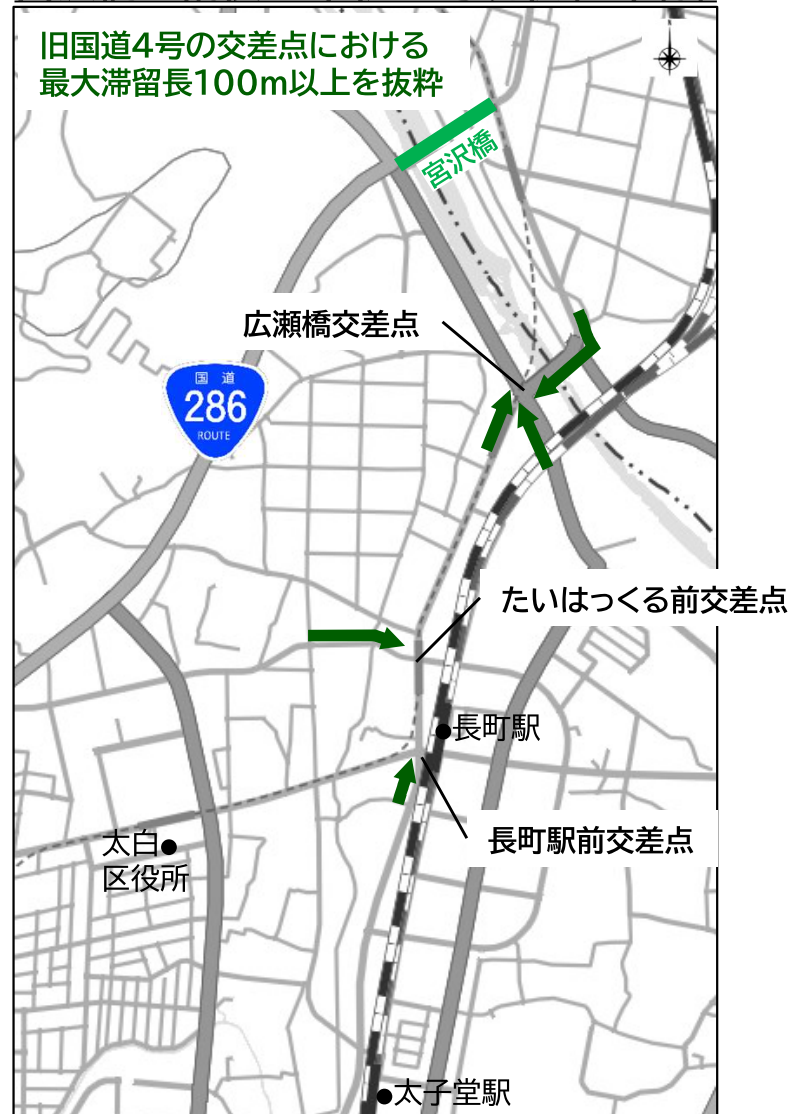 旧国道4号の交差点における
最大滞留長100m以上を抜粋
宮沢橋
広瀬橋交差点
国道
286
ROUTE
たいはっくる前交差点
●長町駅
長町駅前交差点
太白●
区役所
●太子堂駅